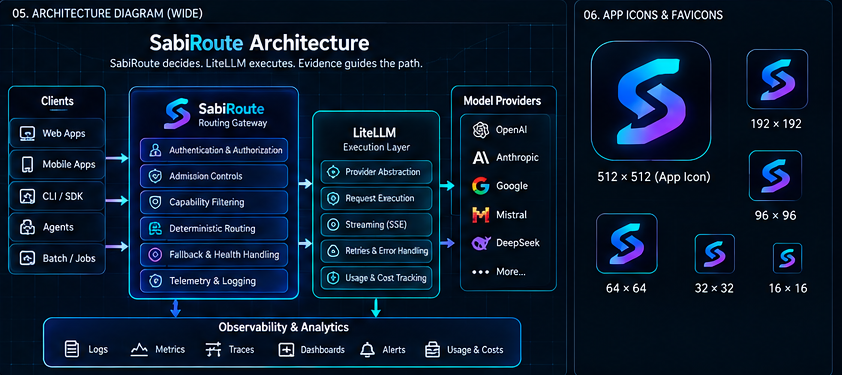 05. ARCHITECTURE DIAGRAM (WIDE)
SabiRoute Architecture
SabiRoute decides. LiteLLM executes. Evidence guides the path.
Clients
Web Apps
Mobile Apps
CLI / SDK
Agents
Batch / Jobs
SabiRoute
Routing Gateway
Authentication & Authorization
Admission Controls
Capability Filtering
Deterministic Routing
Fallback & Health Handling
Telemetry & Logging
LiteLLM
Execution Layer
Provider Abstraction
Request Execution
Streaming (SSE)
Retries & Error Handling
Usage & Cost Tracking
Model Providers
OpenAI
Anthropic
Google
Mistral
DeepSeek
More...
Observability & Analytics
Logs
Metrics
Traces
Dashboards
Alerts
Usage & Costs
06. APP ICONS & FAVICONS
512 × 512 (App Icon)
192 × 192
96 × 96
64 × 64
32 × 32
16 × 16